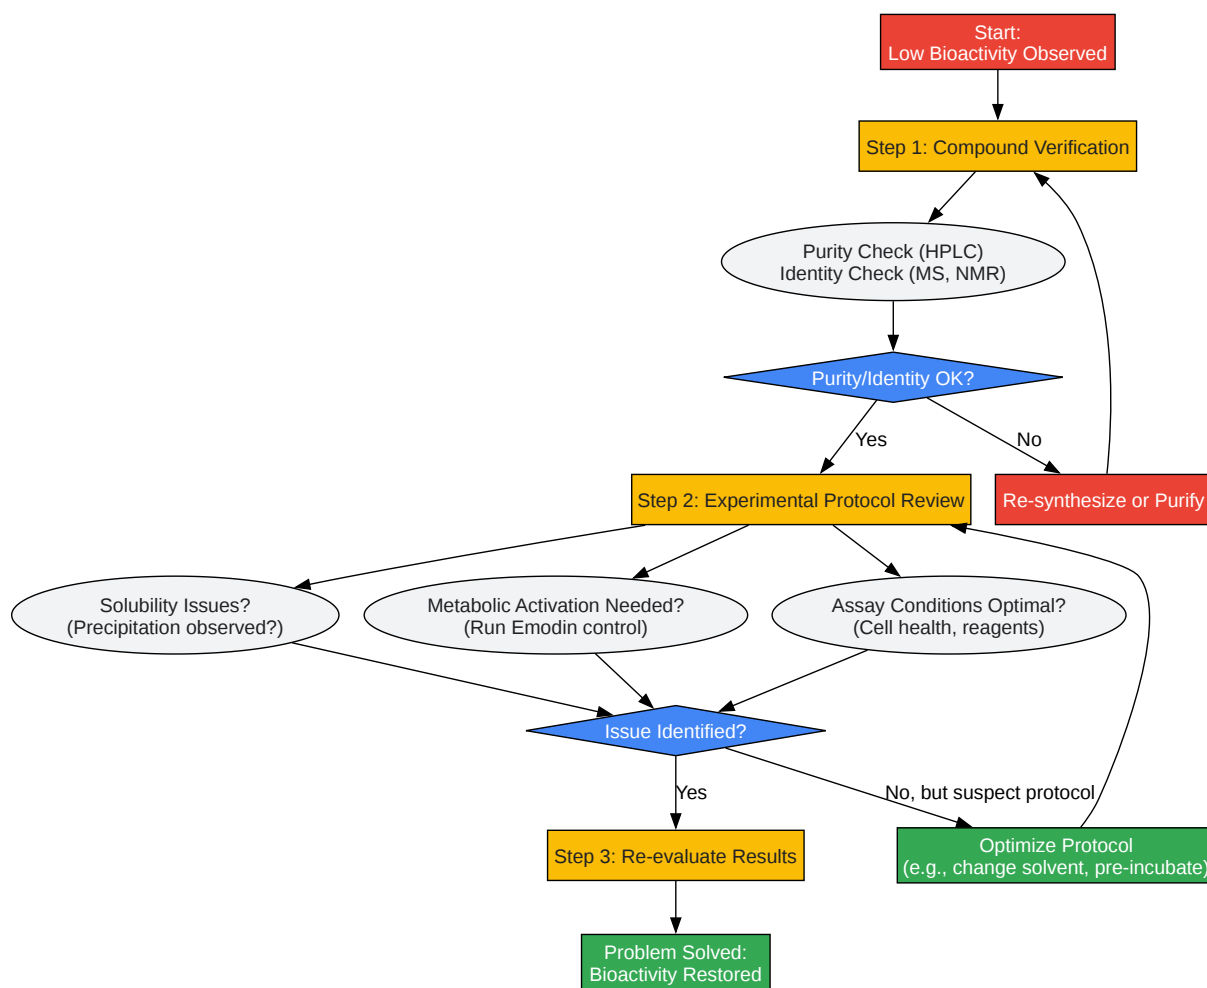 Start:
Low Bioactivity Observed
Step 1: Compound Verification
Purity Check (HPLC)
Identity Check (MS, NMR)
Purity/Identity OK?
Yes
No
Step 2: Experimental Protocol Review
Re-synthesize or Purify
Solubility Issues?
(Precipitation observed?)
Metabolic Activation Needed?
(Run Emodin control)
Assay Conditions Optimal?
(Cell health, reagents)
Issue Identified?
Yes
No, but suspect protocol
Step 3: Re-evaluate Results
Optimize Protocol
(e.g., change solvent, pre-incubate)
Problem Solved:
Bioactivity Restored